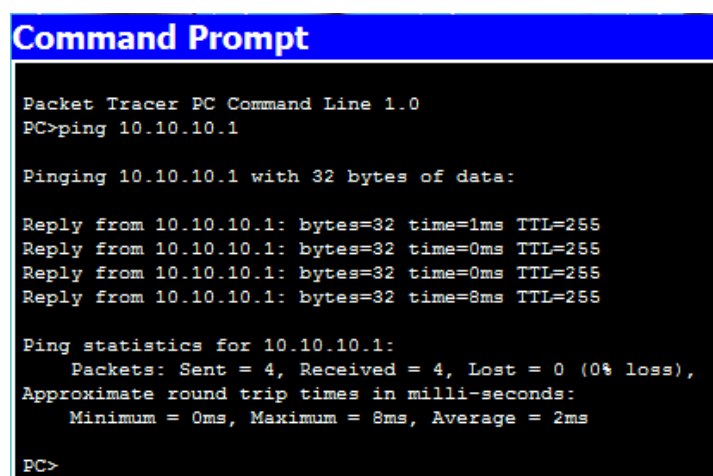 Command Prompt
Packet Tracer PC Command Line 1.0
PC>ping 10.10.10.1
Pinging 10.10.10.1 with 32 bytes of data:
Reply from 10.10.10.1: bytes=32 time=1ms TTL=255
Reply from 10.10.10.1: bytes=32 time=0ms TTL=255
Reply from 10.10.10.1: bytes=32 time=0ms TTL=255
Reply from 10.10.10.1: bytes=32 time=8ms TTL=255
Ping statistics for 10.10.10.1:
Packets: Sent = 4, Received = 4, Lost = 0 (0% loss),
Approximate round trip times in milli-seconds:
Minimum = 0ms, Maximum = 8ms, Average = 2ms
PC>